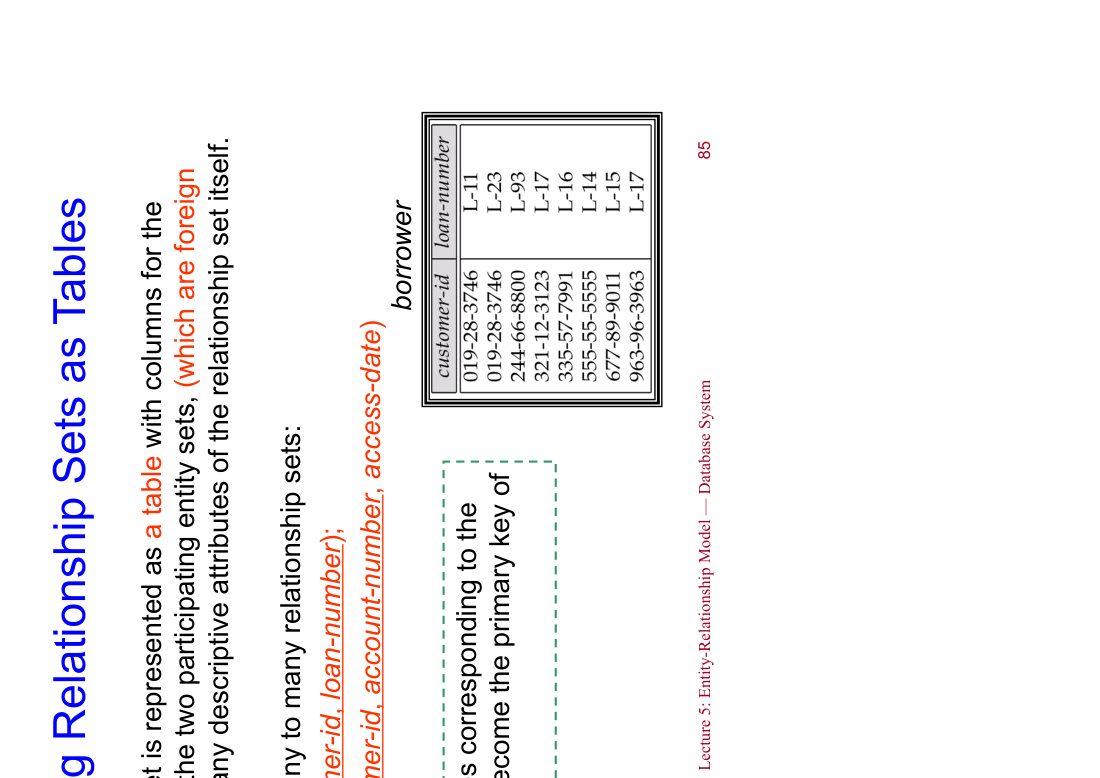 g Relationship Sets as Tables
et is represented as a table with columns for the
the two participating entity sets, (which are foreign
any descriptive attributes of the relationship set itself.
ny to many relationship sets:
mer-id, loan-number);
mer-id, account-number, access-date)
borrower
customer-id loan-number
019-28-3746 L-11
019-28-3746 L-23
244-66-8800 L-93
321-12-3123 L-17
335-57-7991 L-16
555-55-5555 L-14
677-89-9011 L-15
963-96-3963 L-17
s corresponding to the
ecome the primary key of
Lecture 5: Entity-Relationship Model — Database System 85